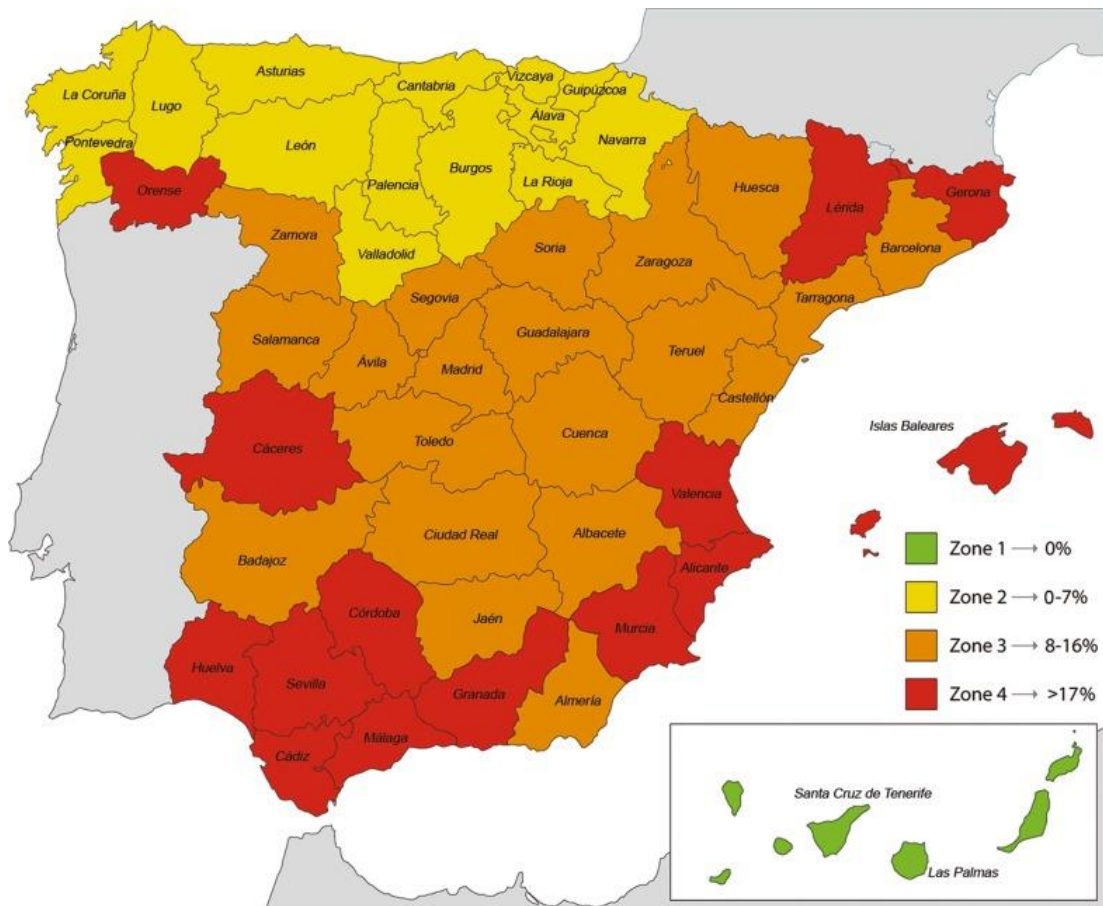 Asturias
Cantabria
Vizcaya
Guipúzcoa
La Coruña
Lugo
Álava
Pontevedra
León
Navarra
Palencia
Burgos
La Rioja
Orense
Huesca
Lérida
Gerona
Zamora
Valladolid
Soria
Zaragoza
Barcelona
Segovia
Tarragona
Salamanca
Ávila
Madrid
Guadalajara
Teruel
Castellón
Islas Baleares
Cáceres
Toledo
Cuenca
Valencia
Badajoz
Ciudad Real
Albacete
Alicante
Córdoba
Jaén
Murcia
Huelva
Sevilla
Granada
Almería
Cádiz
Málaga
Zone 1 → 0%
Zone 2 → 0-7%
Zone 3 → 8-16%
Zone 4 → >17%
Santa Cruz de Tenerife
Las Palmas